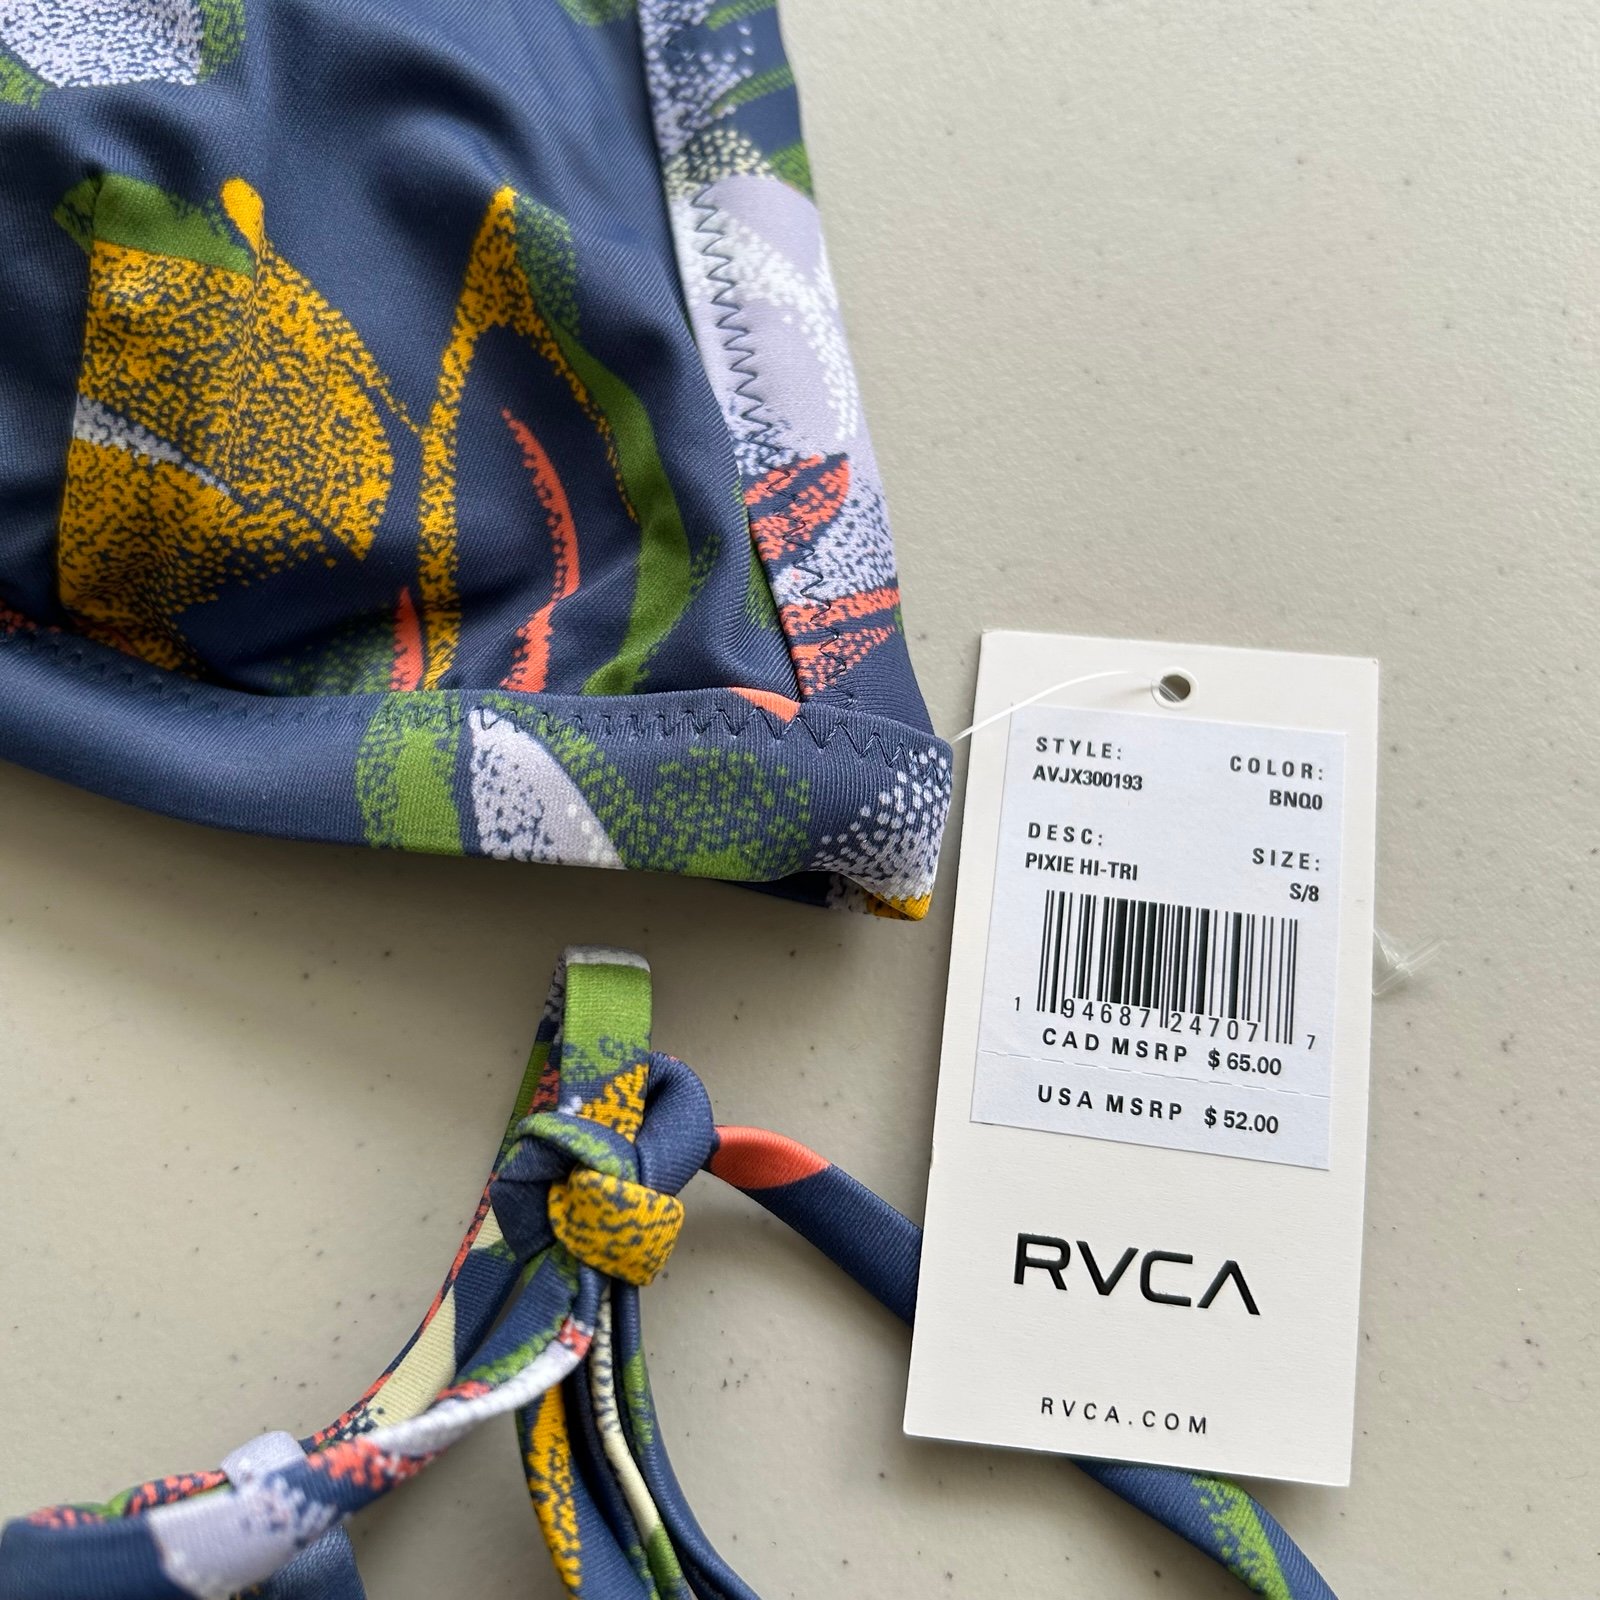 STYLE:
AVJX300193
COLOR:
BNQ0
DESC:
PIXIE HI-TRI
SIZE:
S/8
1 94687 24707 7
CAD MSRP $ 65.00
USA MSRP $ 52.00
RVCA
RVCA.COM